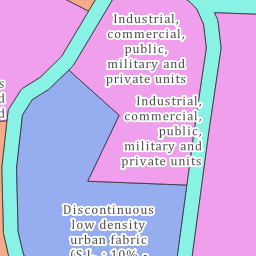 Industrial,
commercial,
public,
military and
private units
Industrial,
commercial,
public,
military and
private units
s
d
d
Discontinuous
low density
urban fabric
(S.L. : 10% -